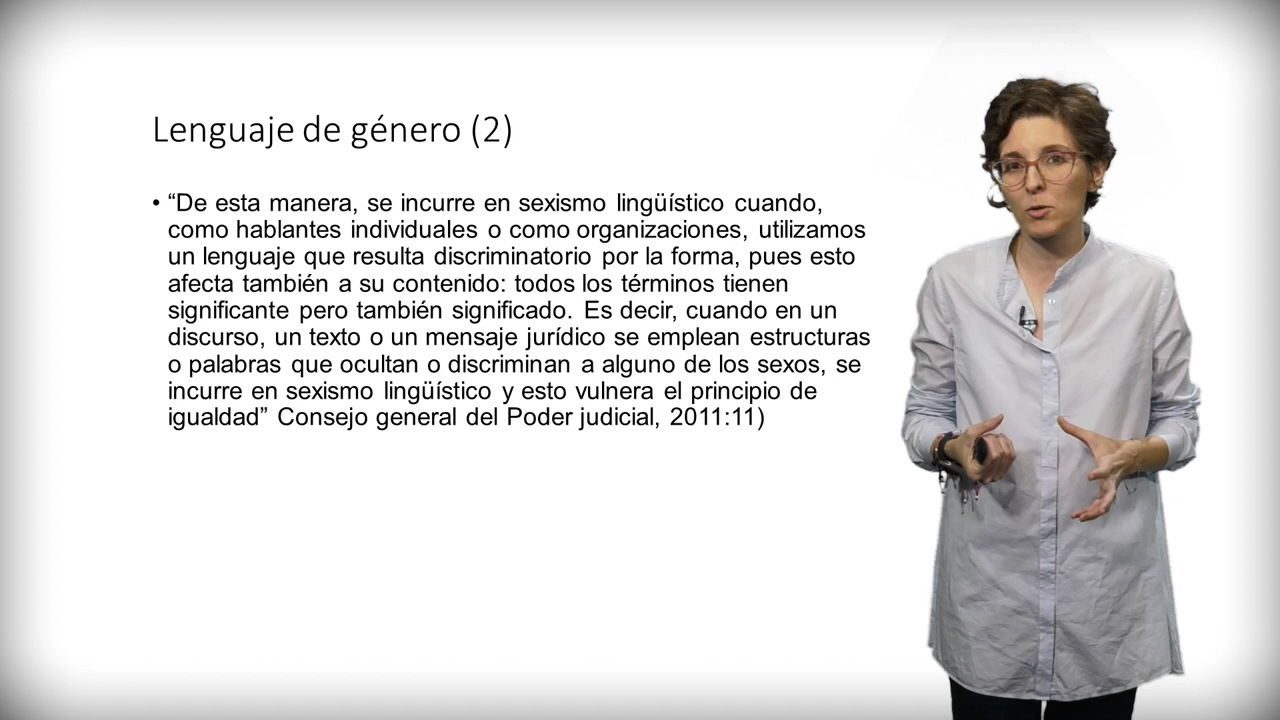 Lenguaje de género (2)
• “De esta manera, se incurre en sexismo lingüístico cuando,
como hablantes individuales o como organizaciones, utilizamos
un lenguaje que resulta discriminatorio por la forma, pues esto
afecta también a su contenido: todos los términos tienen
significante pero también significado. Es decir, cuando en un
discurso, un texto o un mensaje jurídico se emplean estructuras
o palabras que ocultan o discriminan a alguno de los sexos, se
incurre en sexismo lingüístico y esto vulnera el principio de
igualdad” Consejo general del Poder judicial, 2011:11)